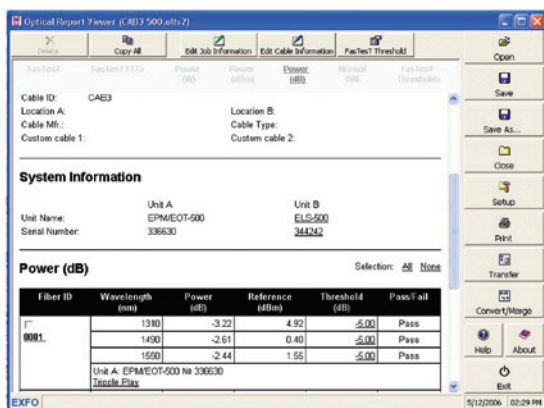 Optical Report Viewer (CAB3 500.elts2)
Delete
Copy All
Edit Job Information
Edit Cable Information
FasTesT Threshold
FasTesT
FasTesT FTTx
Power (W)
Power (dBm)
Power (dB)
Manual ORL
FasTesT Thresholds
Cable ID: CAB3
Location A: Location B:
Cable Mfr.: Cable Type:
Custom cable 1: Custom cable 2:
System Information
Unit A Unit B
Unit Name: EPM/EOT-500 ELS-500
Serial Number: 336630 344242
Power (dB) Selection: All None
Fiber ID Wavelength (nm) Power (dB) Reference (dBm) Threshold (dB) Pass/Fail
0001 1310 -3.22 4.92 -5.00 Pass
1490 -2.61 0.40 -5.00 Pass
1550 -2.44 1.55 -5.00 Pass
Unit A: EPM/EOT-500 № 336630
Tripple Play
Open
Save
Save As...
Close
Setup
Print
Transfer
Convert/Merge
Help About
Exit
EXFO
5/12/2006 02:29 PM